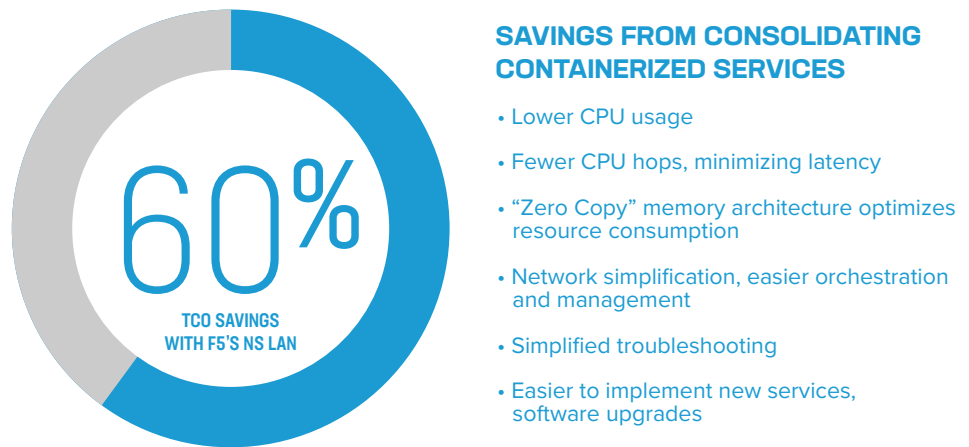 60%
TCO SAVINGS
WITH F5'S NS LAN
SAVINGS FROM CONSOLIDATING
CONTAINERIZED SERVICES
• Lower CPU usage
• Fewer CPU hops, minimizing latency
• “Zero Copy” memory architecture optimizes
resource consumption
• Network simplification, easier orchestration
and management
• Simplified troubleshooting
• Easier to implement new services,
software upgrades